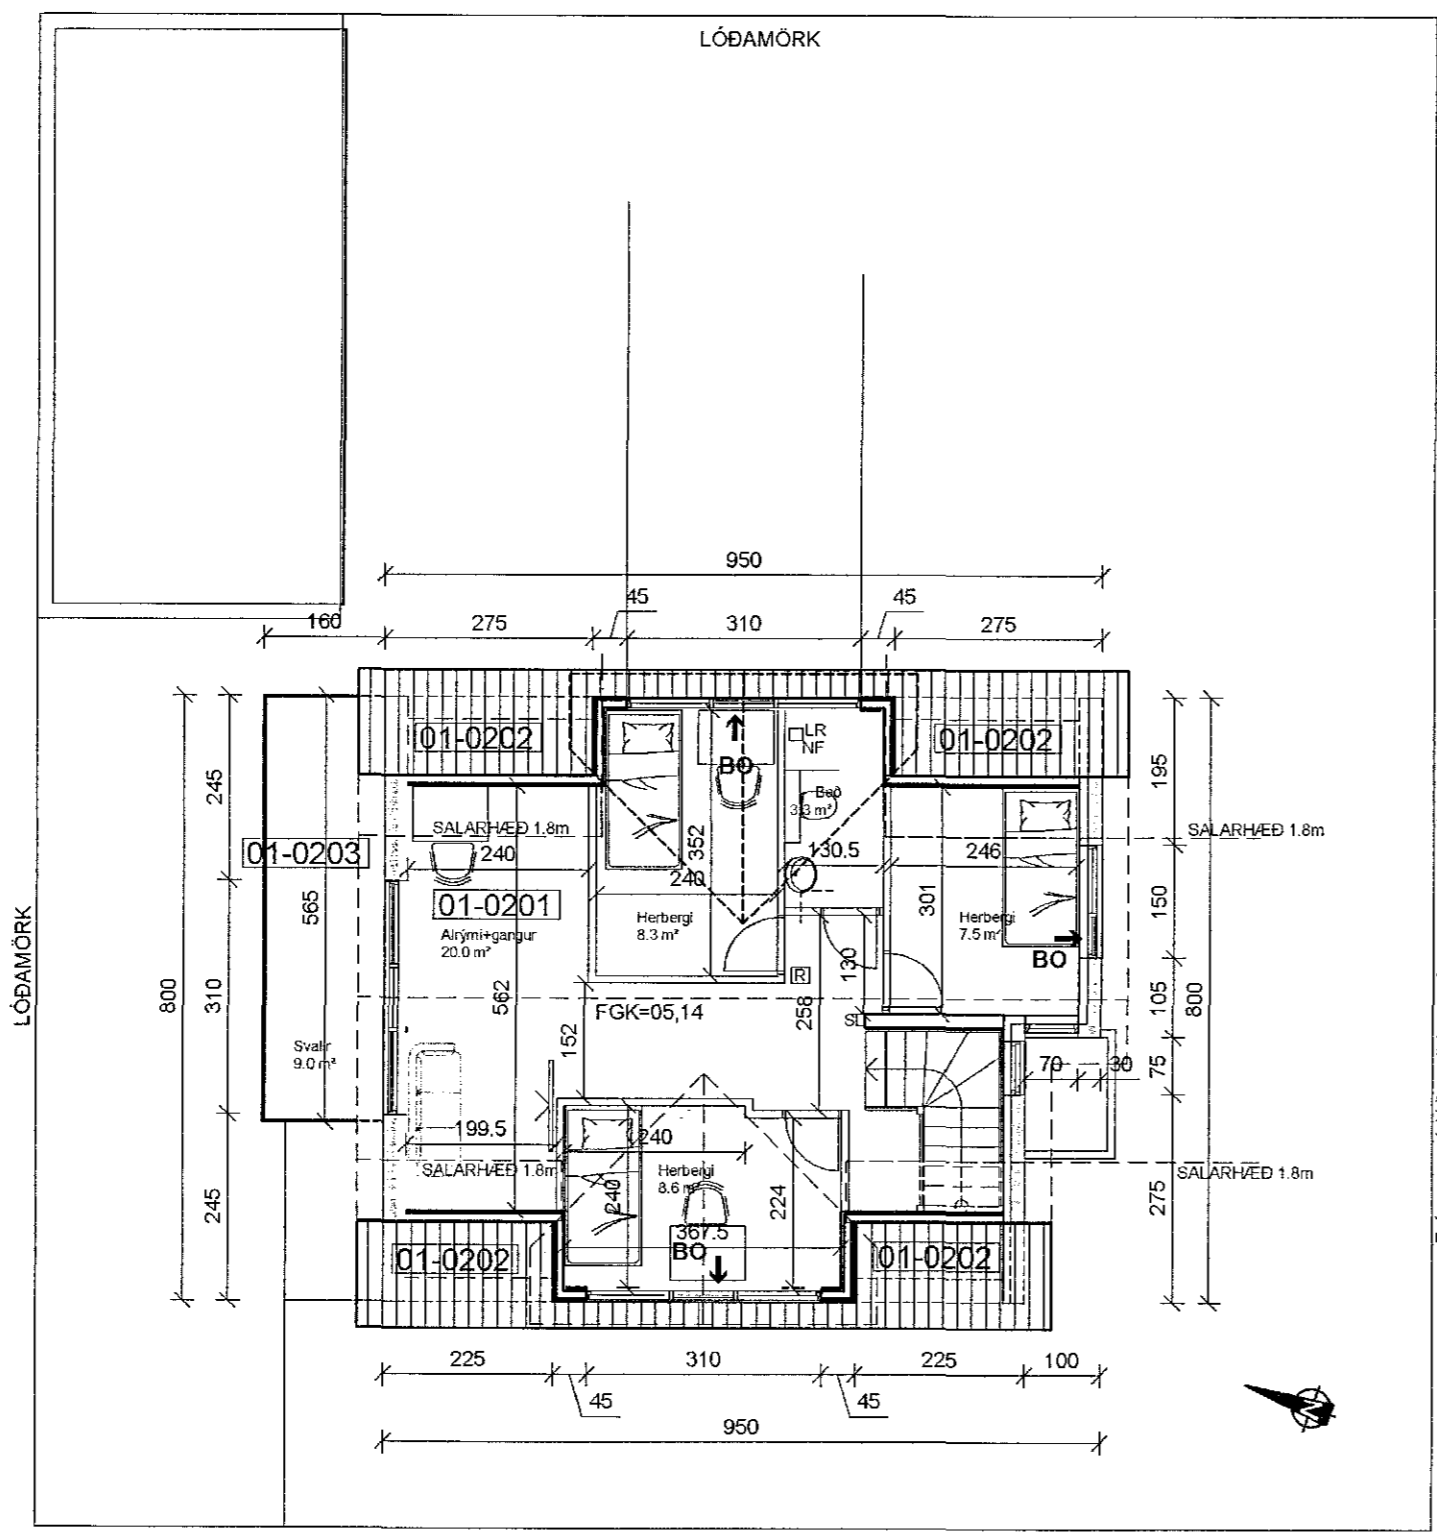 LÓÐAMÖRK
950
45
45
160
275
310
275
01-0202
LR
NF
01-0202
BO
Bað
3.3 m²
245
195
SALARHÆÐ 1.8m
SALARHÆÐ 1.8m
01-0203
240
352
130.5
246
240
01-0201
565
301
150
Herbergi
8.3 m²
Herbergi
7.5 m²
Alrými+gangur
20.0 m²
LÓÐAMÖRK
BO
130
R
800
310
562
FGK=05,14
258
105
800
152
Svalir
9.0 m²
70
30
75
199.5
240
SALARHÆÐ 1.8m
Herbergi
8.6 m²
SALARHÆÐ 1.8m
245
240
224
275
367.5
BO
01-0202
01-0202
225
310
225
100
45
45
950
N